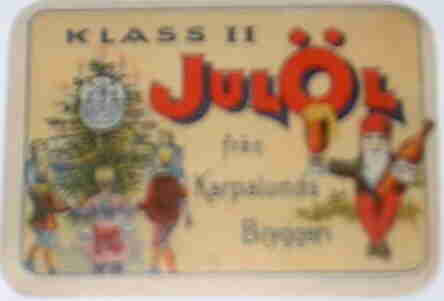 KLASS II
JULÖL
från
Karpalunds
Bryggeri